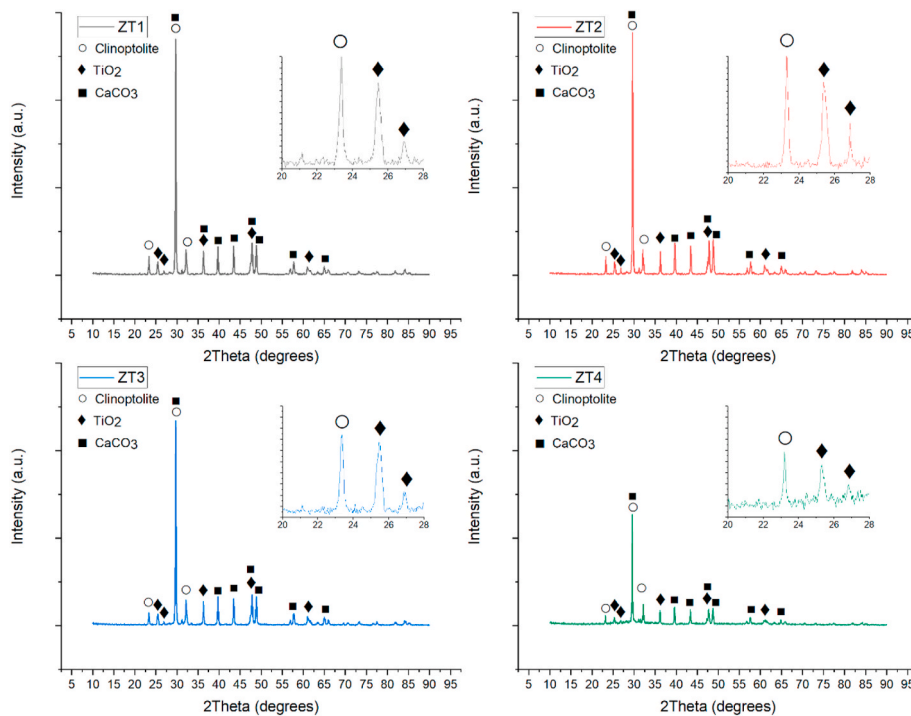 ZT1
○ Clinoptolite
◆ TiO2
■ CaCO3
Intensity (a.u.)
20 22 24 26 28
2.5 10 15 20 25 30 35 40 45 50 55 60 65 70 75 80 85 90 95
2Theta (degrees)
ZT2
○ Clinoptolite
◆ TiO2
■ CaCO3
Intensity (a.u.)
20 22 24 26 28
2.5 10 15 20 25 30 35 40 45 50 55 60 65 70 75 80 85 90 95
2Theta (degrees)
ZT3
○ Clinoptolite
◆ TiO2
■ CaCO3
Intensity (a.u.)
20 22 24 26 28
2.5 10 15 20 25 30 35 40 45 50 55 60 65 70 75 80 85 90 95
2Theta (degrees)
ZT4
○ Clinoptolite
◆ TiO2
■ CaCO3
Intensity (a.u.)
20 22 24 26 28
2.5 10 15 20 25 30 35 40 45 50 55 60 65 70 75 80 85 90 95
2Theta (degrees)